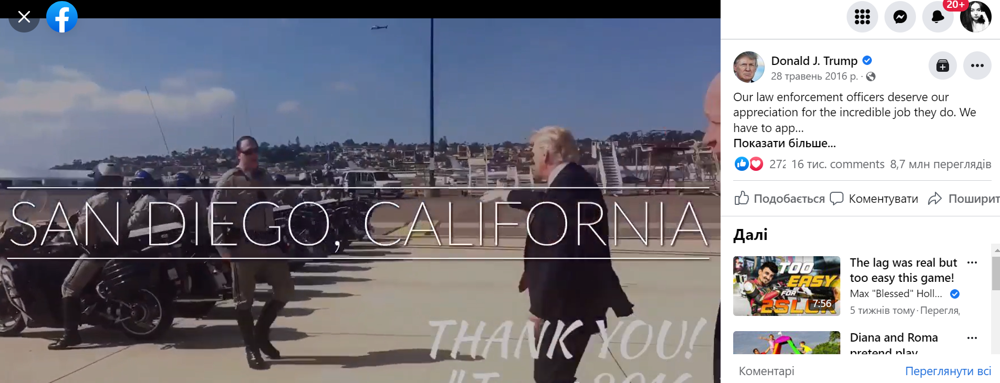 20+
Donald J. Trump
28 травень 2016 р. ·
Our law enforcement officers deserve our
appreciation for the incredible job they do. We
have to app...
Показати більше...
272 16 тис. comments 8,7 млн переглядів
Подобається Коментувати Поширит
SAN DIEGO, CALIFORNIA
THANK YOU!
Далі
TOO
EASY
FOR
2SLOK
7:56
The lag was real but
too easy this game!
Max "Blessed" Holl...
5 тижнів тому · Перегля
Diana and Roma
pretend play
Коментарі Переглянути всі